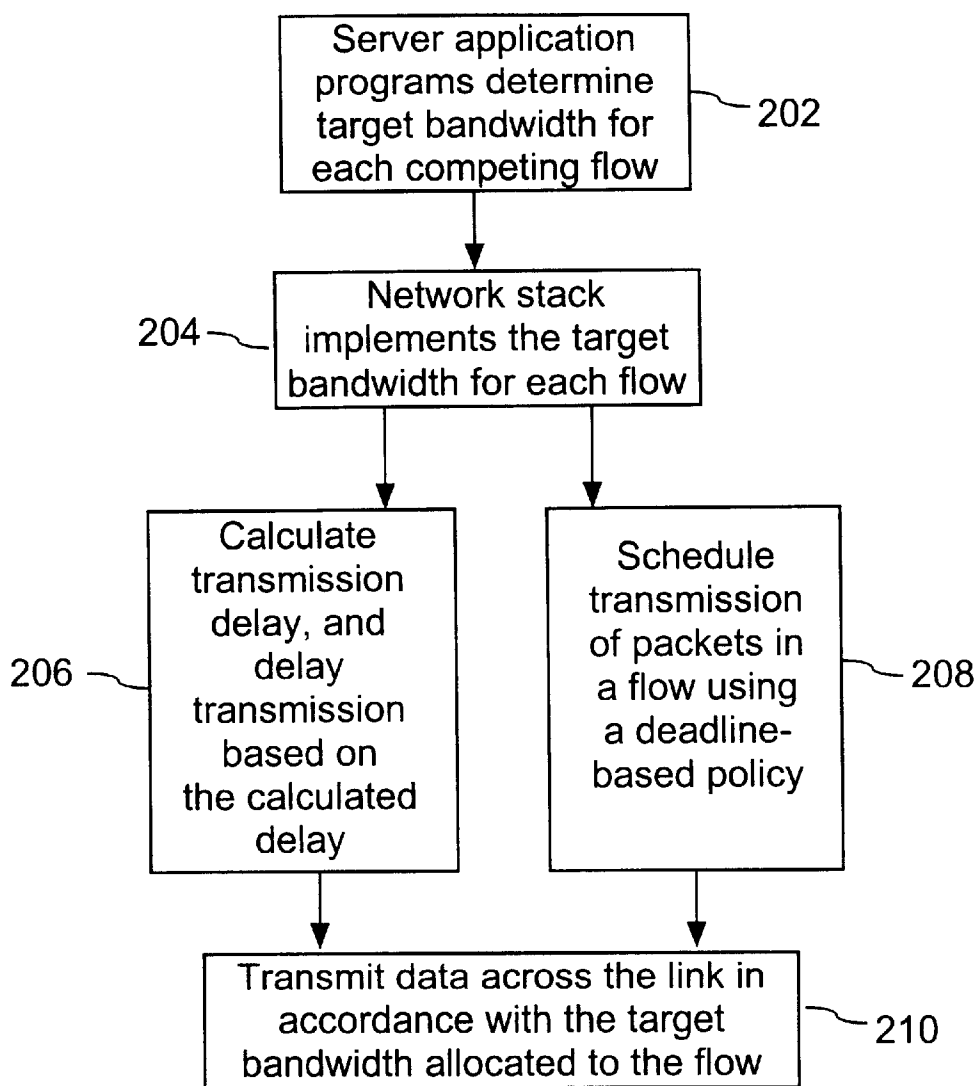 Server application
programs determine
target bandwidth for
each competing flow
202
Network stack
implements the target
bandwidth for each flow
204
Calculate
transmission
delay, and
delay
transmission
based on
the calculated
delay
206
Schedule
transmission
of packets in
a flow using
a deadline-
based policy
208
Transmit data across the link in
accordance with the target
bandwidth allocated to the flow
210